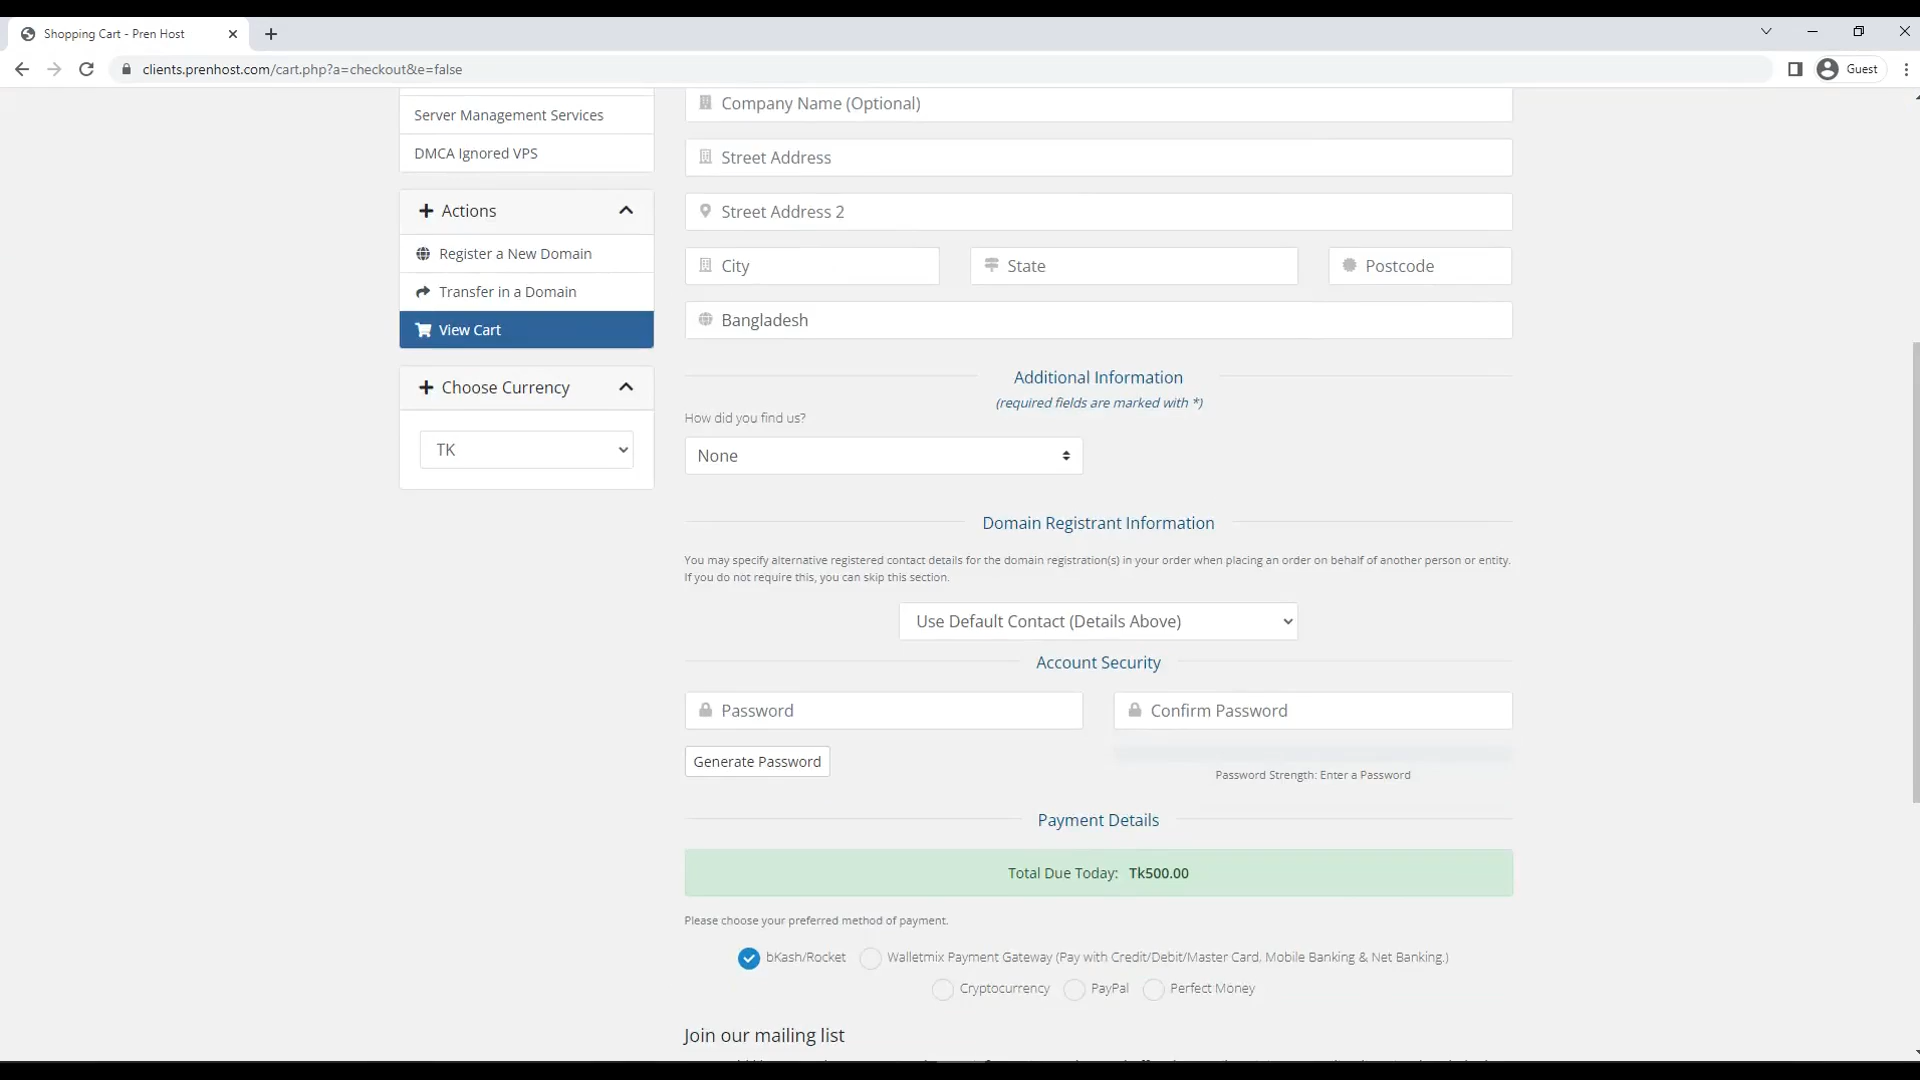 Shopping Cart - Pren Host
clients.prenhost.com/cart.php?a=checkout&e=false
Guest
Server Management Services
DMCA Ignored VPS
Actions
Register a New Domain
Transfer in a Domain
View Cart
Choose Currency
TK
Company Name (Optional)
Street Address
Street Address 2
City
State
Postcode
Bangladesh
Additional Information
(required fields are marked with *)
How did you find us?
None
Domain Registrant Information
You may specify alternative registered contact details for the domain registration(s) in your order when placing an order on behalf of another person or entity.
If you do not require this, you can skip this section.
Use Default Contact (Details Above)
Account Security
Password
Confirm Password
Generate Password
Password Strength: Enter a Password
Payment Details
Total Due Today: Tk500.00
Please choose your preferred method of payment.
bKash/Rocket
Walletmix Payment Gateway (Pay with Credit/Debit/Master Card, Mobile Banking & Net Banking.)
Cryptocurrency
PayPal
Perfect Money
Join our mailing list